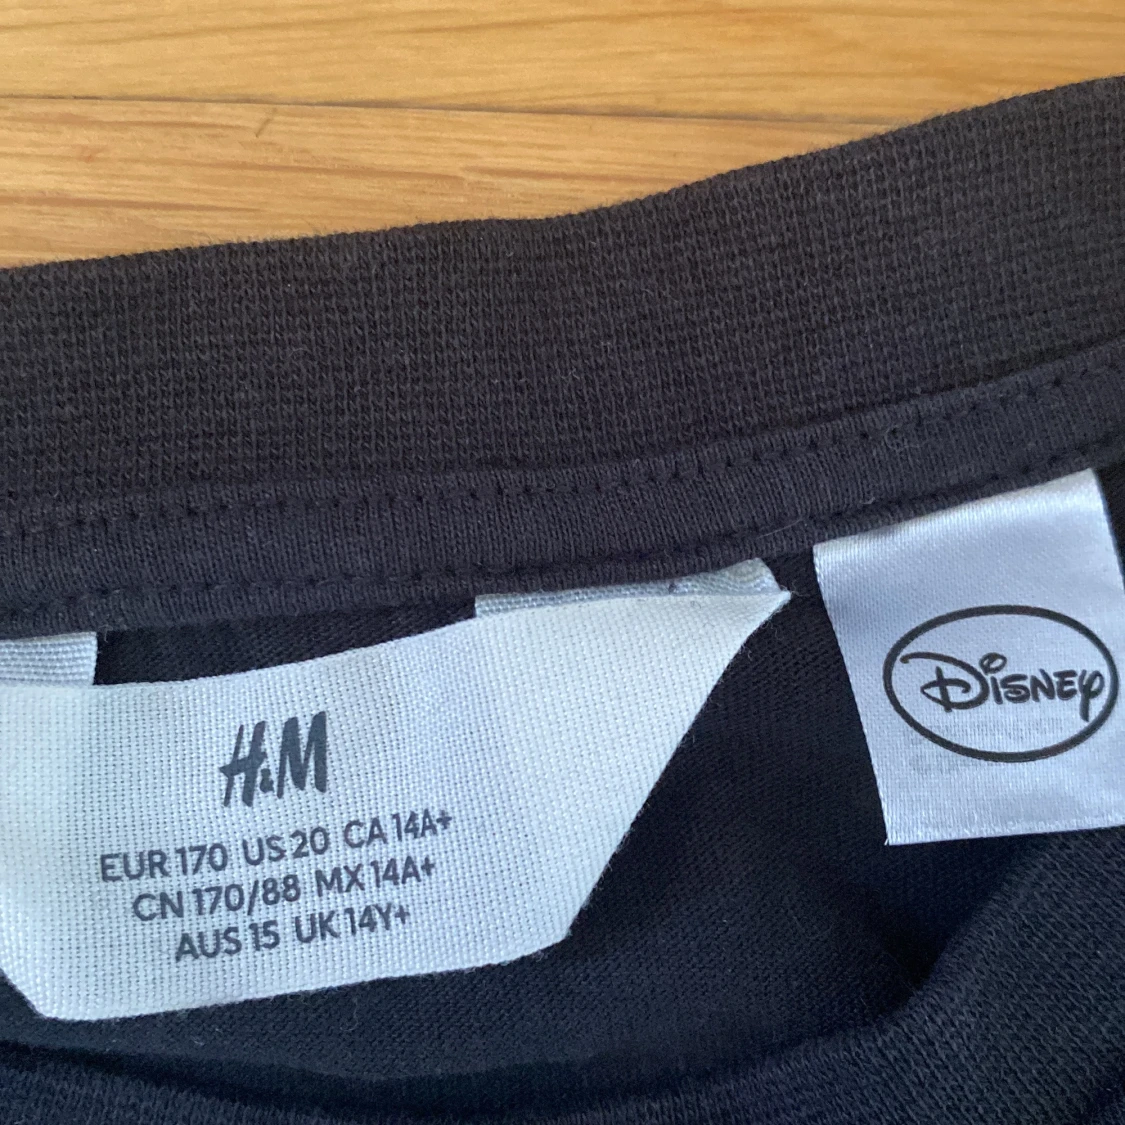 H&M
EUR 170 US 20 CA 14A+
CN 170/88 MX 14A+
AUS 15 UK 14Y+
Disney